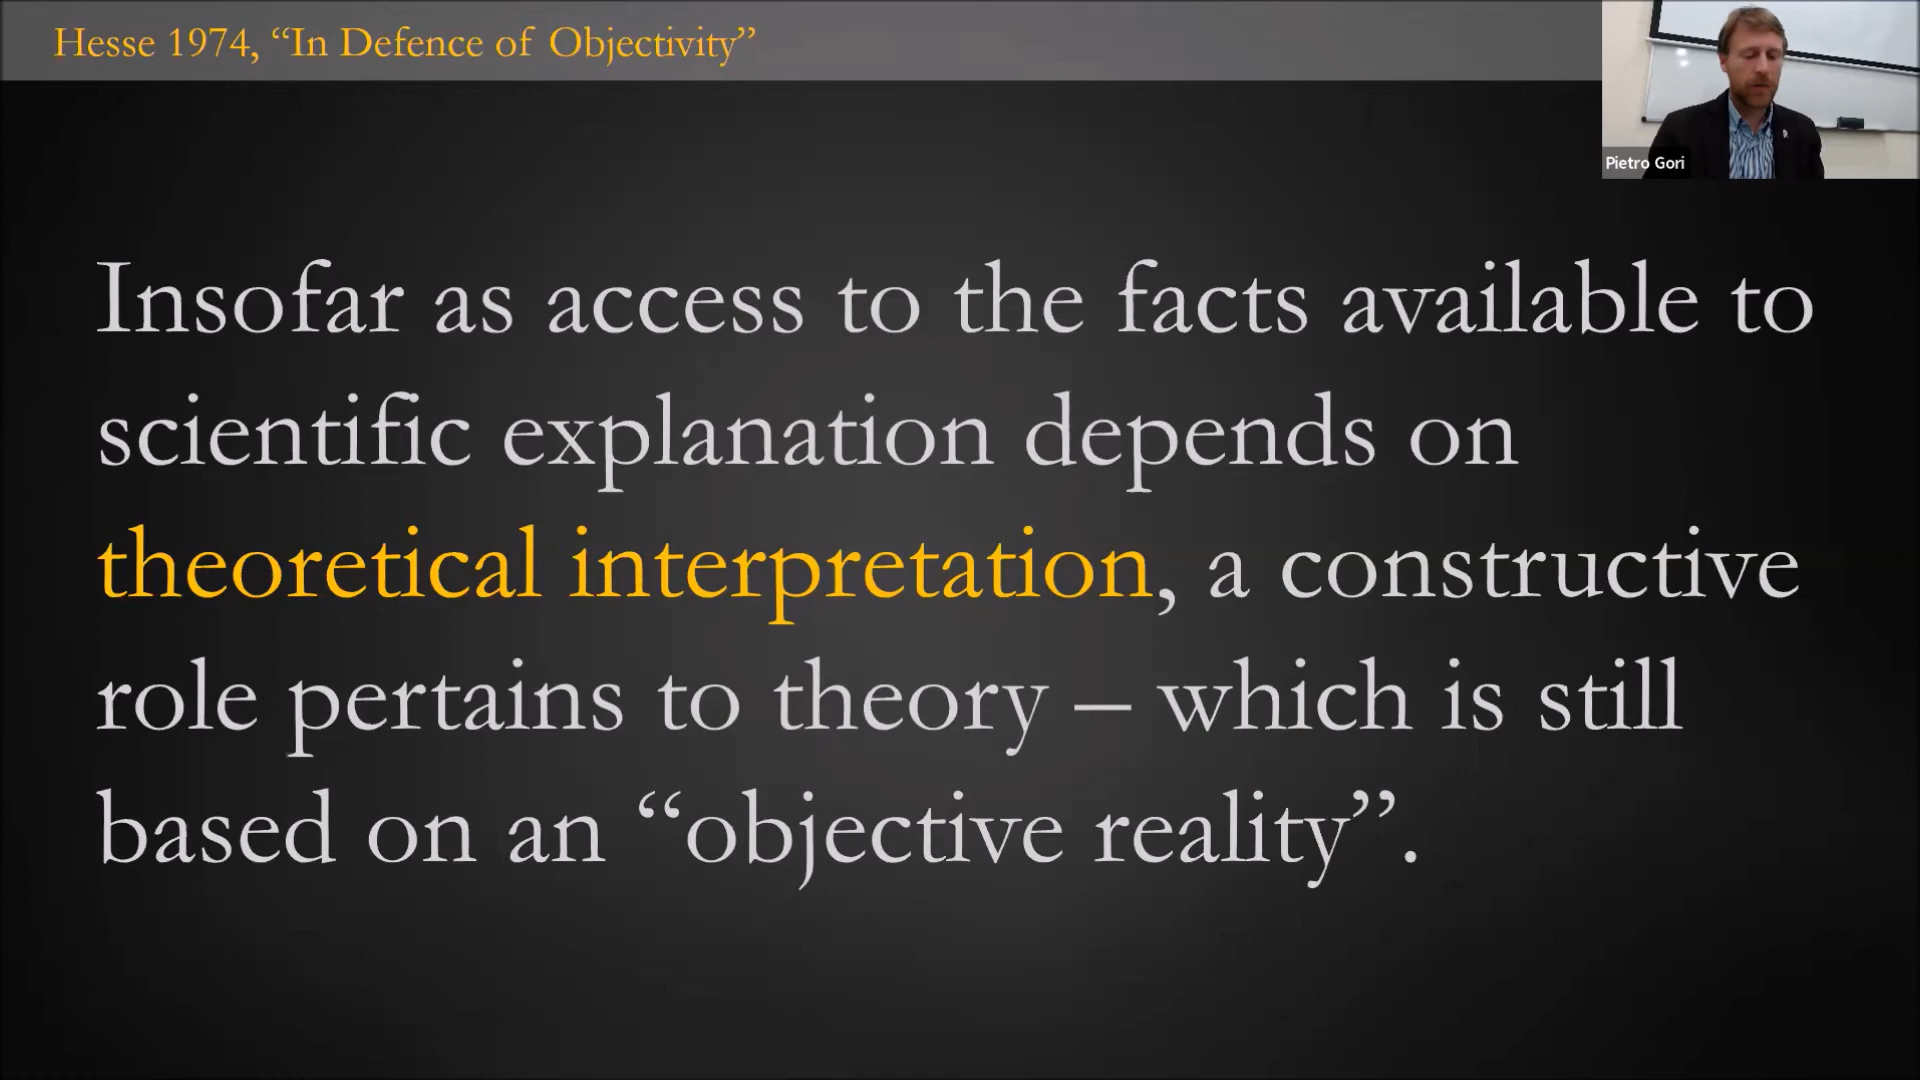 Hesse 1974, “In Defence of Objectivity”
Pietro Gori
Insofar as access to the facts available to
scientific explanation depends on
theoretical interpretation, a constructive
role pertains to theory – which is still
based on an “objective reality”.